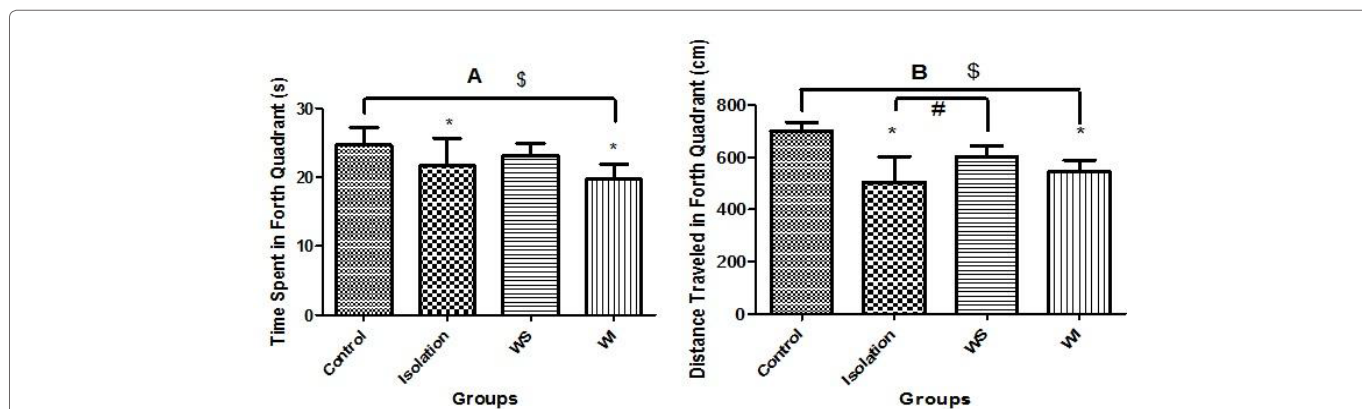 A $
Time Spent in Forth Quadrant (s)
30
20
10
0
*
*
Control
Isolation
WS
WI
Groups
B $
#
Distance Traveled in Forth Quadrant (cm)
800
600
400
200
0
*
*
Control
Isolation
WS
WI
Groups